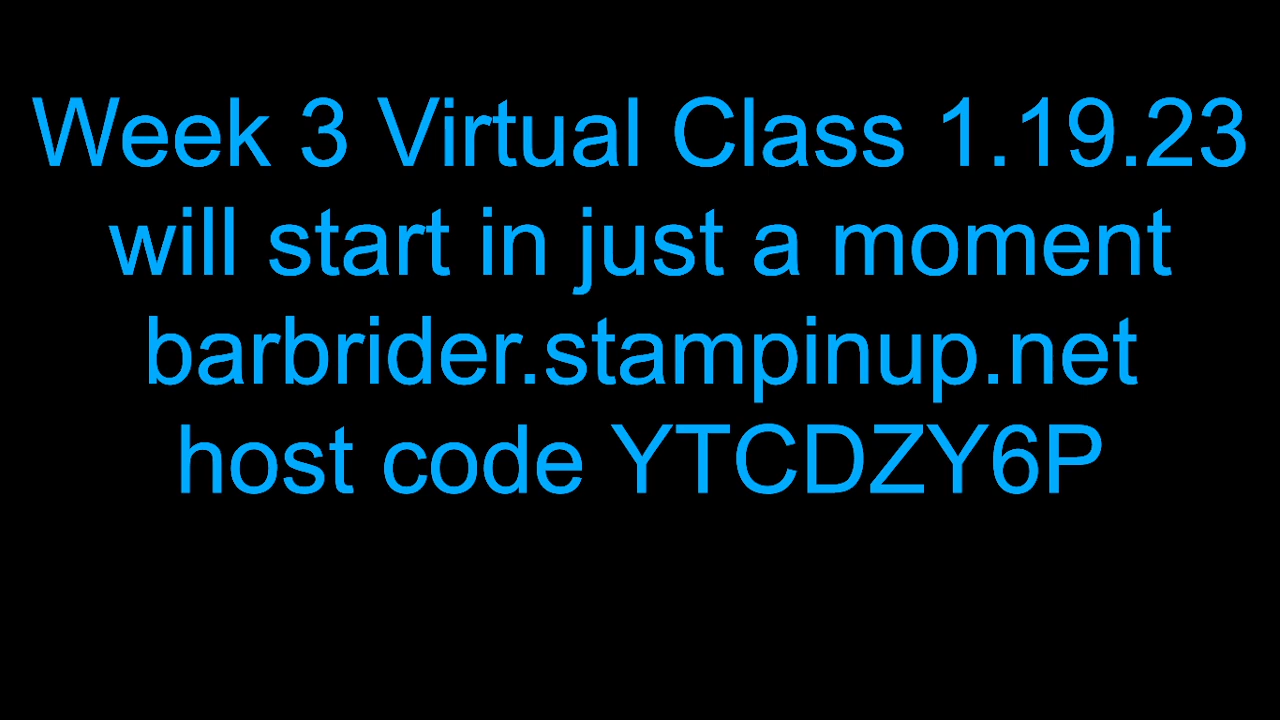 Week 3 Virtual Class 1.19.23
will start in just a moment
barbrider.stampinup.net
host code YTCDZY6P